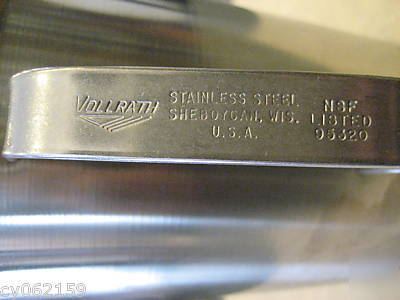 VOLLRATH
STAINLESS STEEL
SHEBOYGAN, WIS.
U.S.A.
NSF
LISTED
95320
cy062159